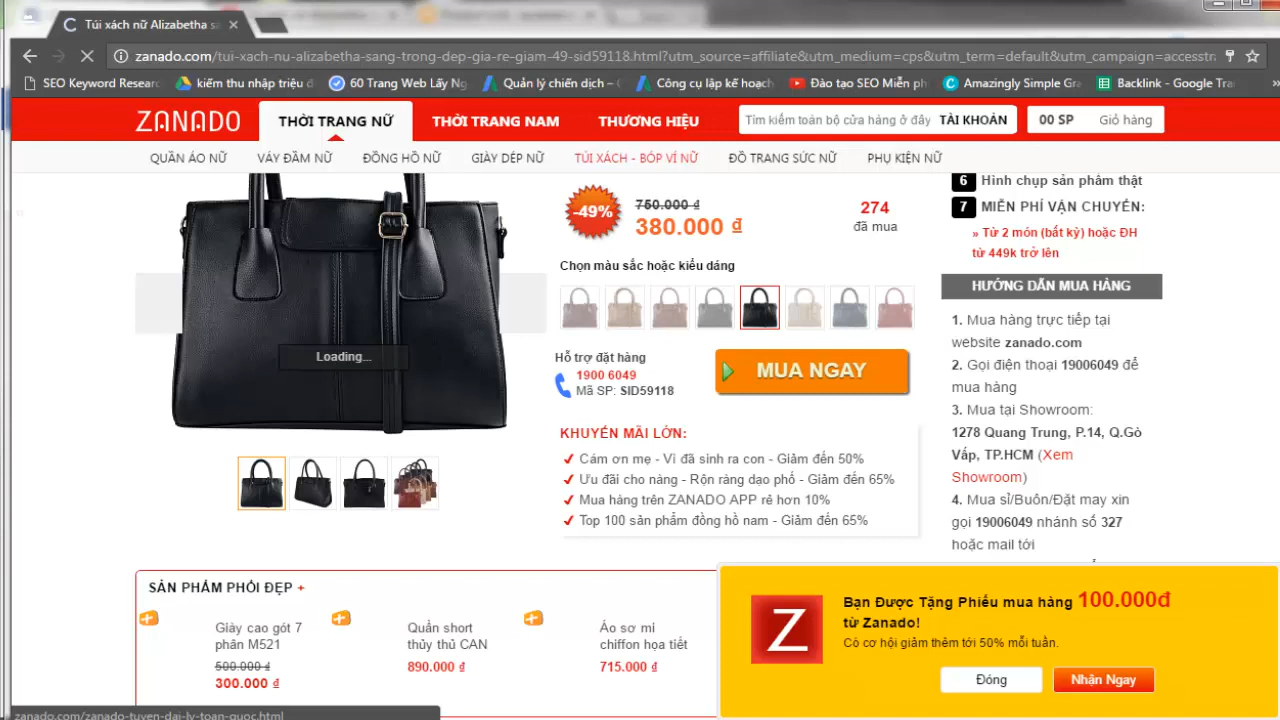 Túi xách nữ Alizabetha sa
zanado.com/tui-xach-nu-alizabetha-sang-trong-dep-gia-re-giam-49-sid59118.html?utm_source=affiliate&utm_medium=cps&utm_term=default&utm_campaign=accesstra
SEO Keyword Researc
kiếm thu nhập triệu đ
60 Trang Web Lấy Ng
Quản lý chiến dịch –
Công cụ lập kế hoạch
Đào tạo SEO Miễn ph
Amazingly Simple Gra
Backlink - Google Tra
ZANADO
THỜI TRANG NỮ
THỜI TRANG NAM
THƯƠNG HIỆU
Tìm kiếm toàn bộ cửa hàng ở đây
TÀI KHOẢN
00 SP
Giỏ hàng
QUẦN ÁO NỮ
VÁY ĐẦM NỮ
ĐỒNG HỒ NỮ
GIÀY DÉP NỮ
TÚI XÁCH - BÓP VÍ NỮ
ĐỒ TRANG SỨC NỮ
PHỤ KIỆN NỮ
Loading...
-49%
750.000 đ
380.000 đ
274
đã mua
Chọn màu sắc hoặc kiểu dáng
Hỗ trợ đặt hàng
1900 6049
Mã SP: SID59118
MUA NGAY
KHUYẾN MÃI LỚN:
Cám ơn mẹ - Vì đã sinh ra con - Giảm đến 50%
Ưu đãi cho nàng - Rộn ràng dạo phố - Giảm đến 65%
Mua hàng trên ZANADO APP rẻ hơn 10%
Top 100 sản phẩm đồng hồ nam - Giảm đến 65%
6 Hình chụp sản phẩm thật
7 MIỄN PHÍ VẬN CHUYỂN:
» Từ 2 món (bất kỳ) hoặc ĐH
từ 449k trở lên
HƯỚNG DẪN MUA HÀNG
1. Mua hàng trực tiếp tại
website zanado.com
2. Gọi điện thoại 19006049 để
mua hàng
3. Mua tại Showroom:
1278 Quang Trung, P.14, Q.Gò
Vấp, TP.HCM (Xem
Showroom)
4. Mua sỉ/Buôn/Đặt may xin
gọi 19006049 nhánh số 327
hoặc mail tới
SẢN PHẨM PHỐI ĐẸP +
Giày cao gót 7
phân M521
500.000 đ
300.000 đ
Quần short
thủy thủ CAN
890.000 đ
Áo sơ mi
chiffon họa tiết
715.000 đ
Z
Bạn Được Tặng Phiếu mua hàng 100.000đ
từ Zanado!
Có cơ hội giảm thêm tới 50% mỗi tuần.
Đóng
Nhận Ngay
zanado.com/zanado-tuyen-dai-ly-toan-quoc.html